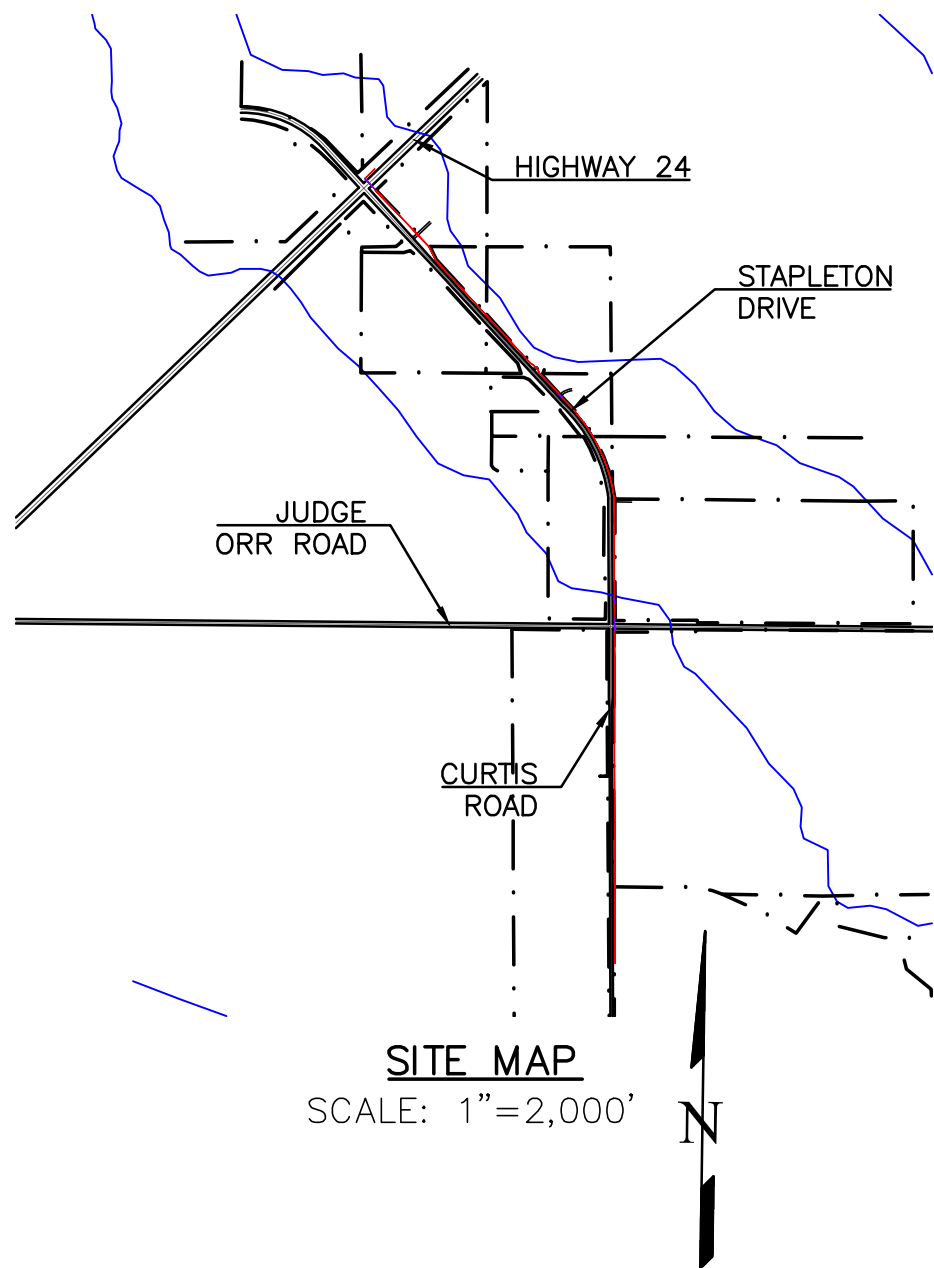 HIGHWAY 24
STAPLETON
DRIVE
JUDGE
ORR ROAD
CURTIS
ROAD
SITE MAP
SCALE: 1”=2,000’
N